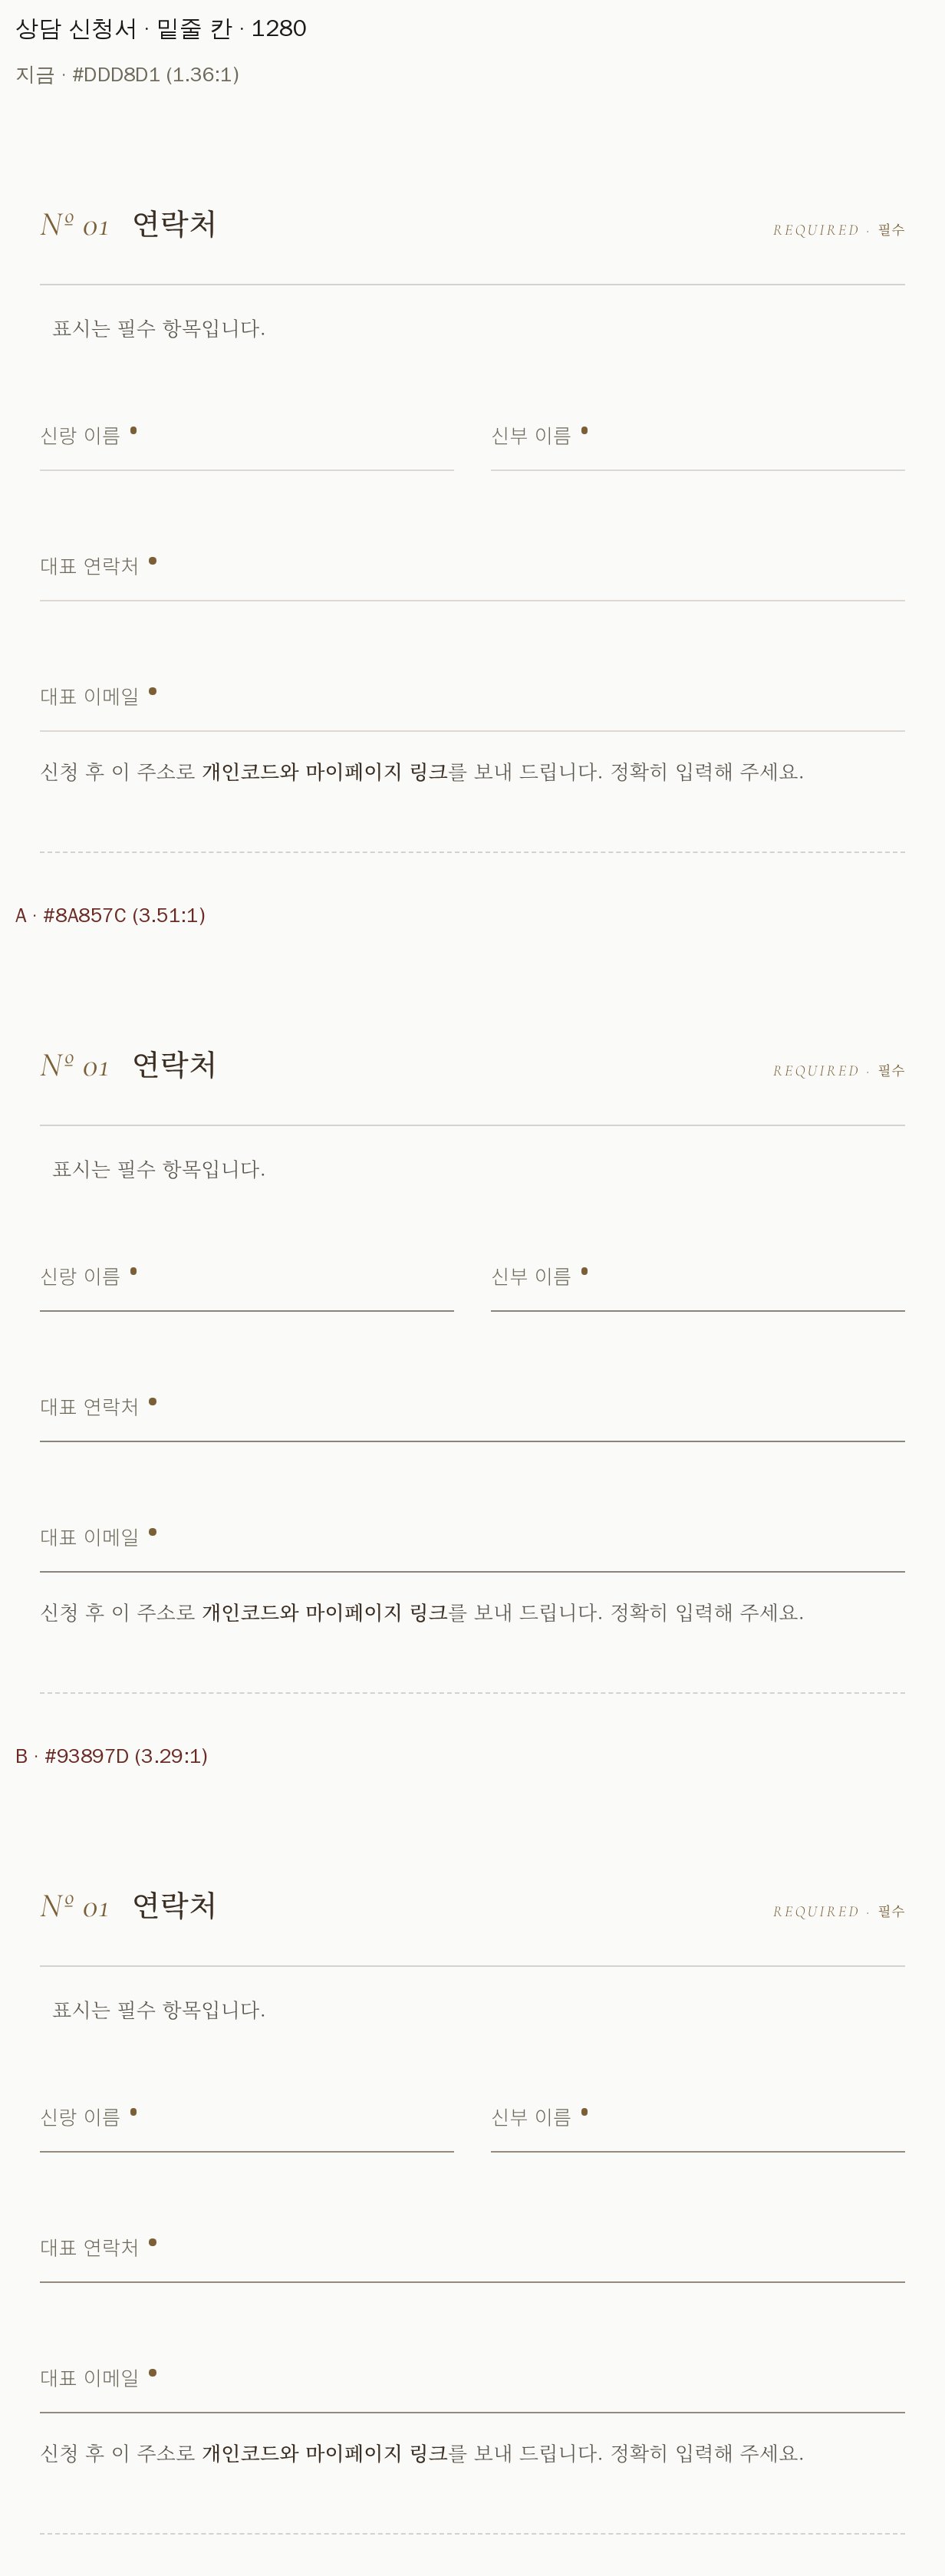 상담 신청서 · 밑줄 칸 · 1280
지금 · #DDD8D1 (1.36:1)
Nº 01 연락처 REQUIRED · 필수
표시는 필수 항목입니다.
신랑 이름 • 신부 이름 •
대표 연락처 •
대표 이메일 •
신청 후 이 주소로 개인코드와 마이페이지 링크를 보내 드립니다. 정확히 입력해 주세요.
A · #8A857C (3.51:1)
Nº 01 연락처 REQUIRED · 필수
표시는 필수 항목입니다.
신랑 이름 • 신부 이름 •
대표 연락처 •
대표 이메일 •
신청 후 이 주소로 개인코드와 마이페이지 링크를 보내 드립니다. 정확히 입력해 주세요.
B · #93897D (3.29:1)
Nº 01 연락처 REQUIRED · 필수
표시는 필수 항목입니다.
신랑 이름 • 신부 이름 •
대표 연락처 •
대표 이메일 •
신청 후 이 주소로 개인코드와 마이페이지 링크를 보내 드립니다. 정확히 입력해 주세요.